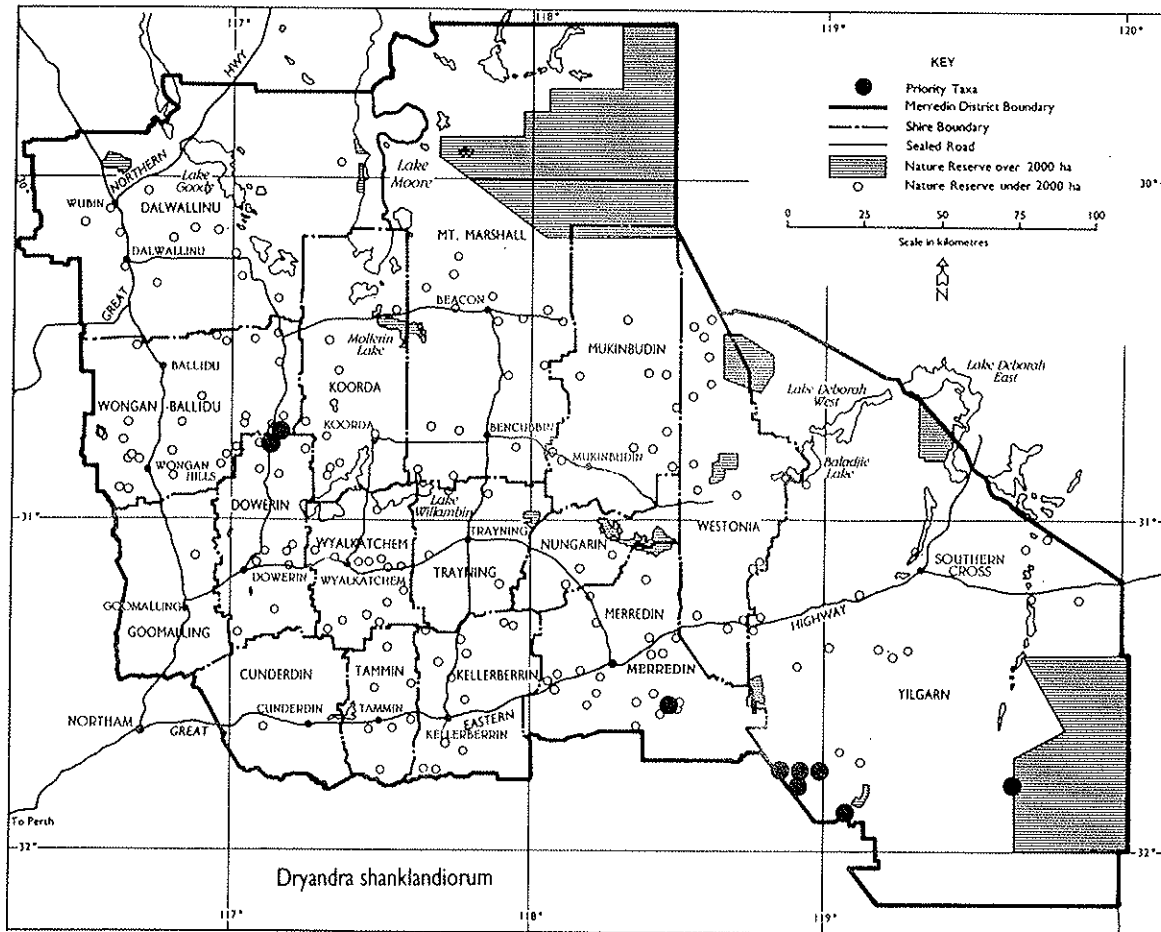 117°
118°
119°
120°
KEY
Priority Taxa
Merredin District Boundary
Shire Boundary
Sealed Road
Nature Reserve over 2000 ha
Nature Reserve under 2000 ha
0 25 50 75 100
Scale in kilometres
N
HWY
NORTHERN
GREAT
Lake Goody
Lake Moore
30°
WUBIN
DALWALLINU
DALWALLINU
MT. MARSHALL
BEACON
Mollerin Lake
MUKINBUDIN
BALLIDU
KOORDA
Lake Deborah West
Lake Deborah East
WONGAN -BALLIDU
KOORDA
BENCUBBIN
MUKINBUDIN
Baladjie Lake
WONGAN HILLS
DOWERIN
Lake Wallambin
31°
31°
WYALKATCHEM
TRAYNING
NUNGARIN
WESTONIA
SOUTHERN CROSS
DOWERIN
WYALKATCHEM
TRAYNING
GOOMALLING
GOOMALLING
MERREDIN
HIGHWAY
CUNDERDIN
TAMMIN
KELLERBERRIN
MERREDIN
YILGARN
NORTHAM
GREAT
CUNDERDIN
TAMMIN
EASTERN
KELLERBERRIN
To Perth
32°
32°
Dryandra shanklandiorum
117°
118°
119°